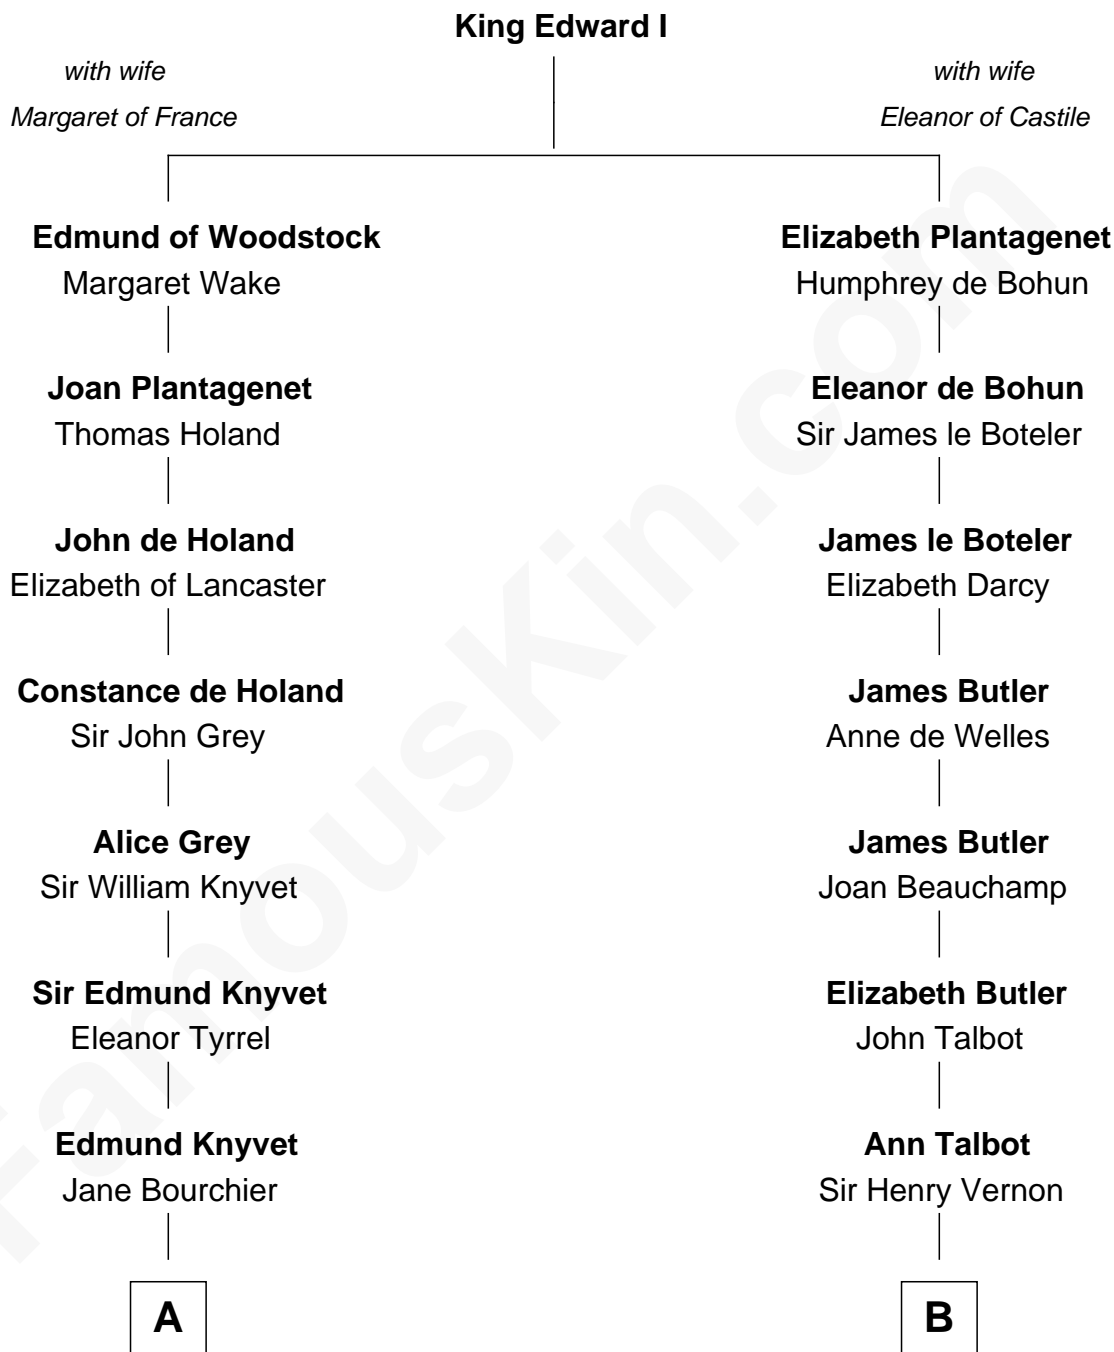 King Edward I
with wife
Margaret of France
with wife
Eleanor of Castile
Edmund of Woodstock
Margaret Wake
Elizabeth Plantagenet
Humphrey de Bohun
Joan Plantagenet
Thomas Holand
Eleanor de Bohun
Sir James le Boteler
John de Holand
Elizabeth of Lancaster
James le Boteler
Elizabeth Darcy
Constance de Holand
Sir John Grey
James Butler
Anne de Welles
Alice Grey
Sir William Knyvet
James Butler
Joan Beauchamp
Sir Edmund Knyvet
Eleanor Tyrrel
Elizabeth Butler
John Talbot
Edmund Knyvet
Jane Bourchier
Ann Talbot
Sir Henry Vernon
A
B
FamousKin.com